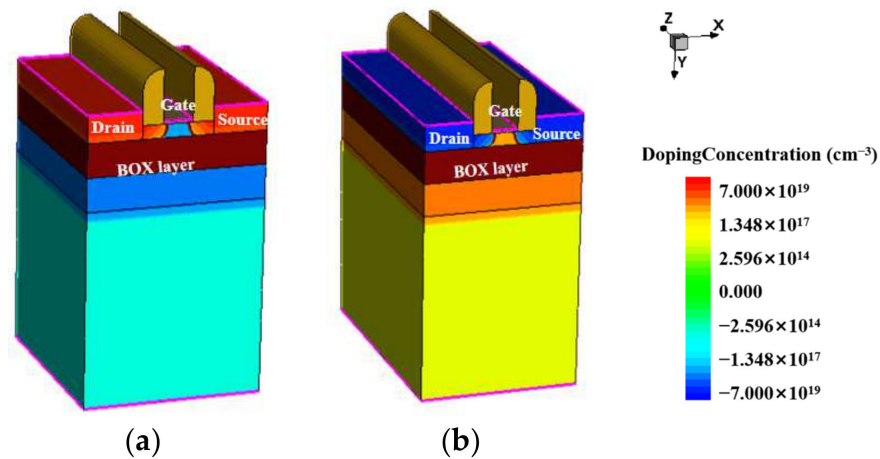 Gate
Drain
Source
BOX layer
(a)
Gate
Drain
Source
BOX layer
(b)
Z
X
Y
DopingConcentration (cm⁻³)
7.000×10¹⁹
1.348×10¹⁷
2.596×10¹⁴
0.000
−2.596×10¹⁴
−1.348×10¹⁷
−7.000×10¹⁹